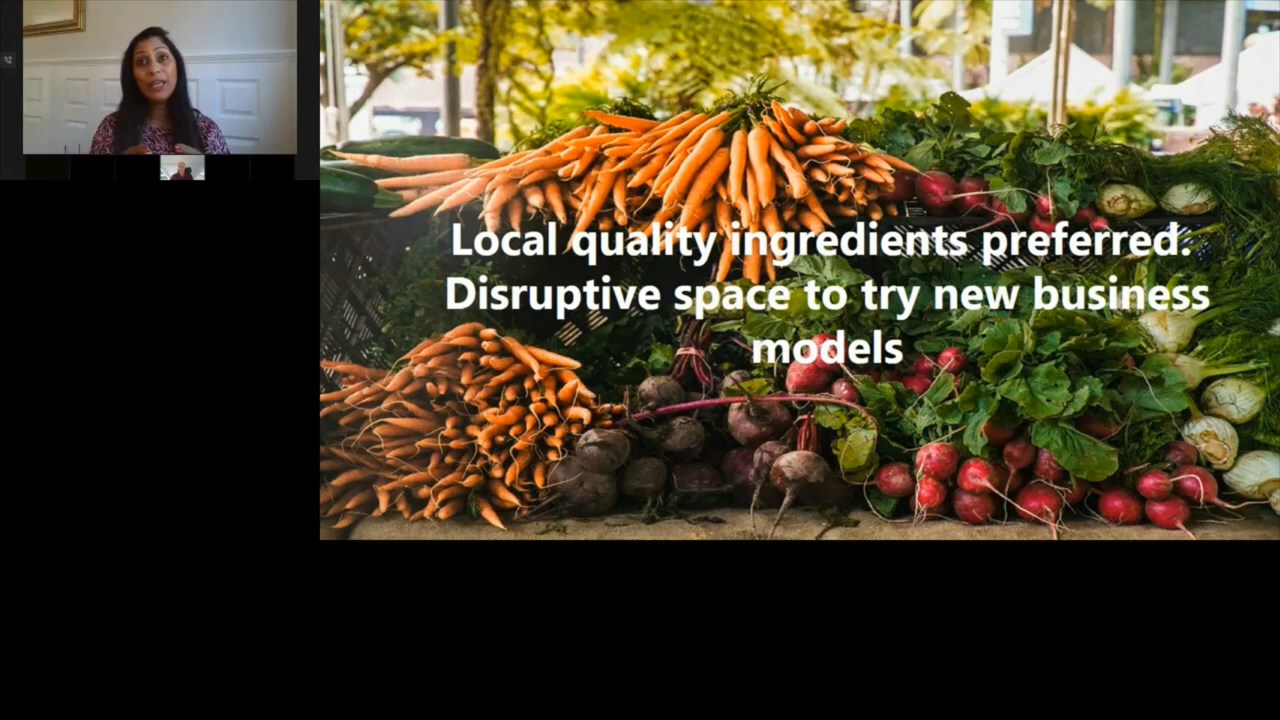 Local quality ingredients preferred.
Disruptive space to try new business
models